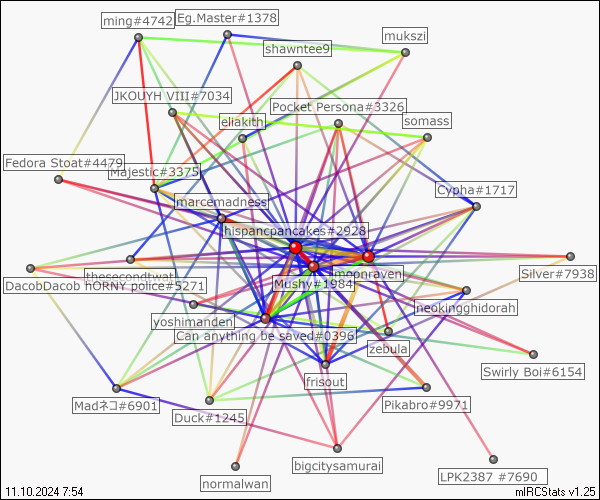 ming#4742
Eg.Master#1378
mukszi
shawntee9
JKOUYH VIII#7034
Pocket Persona#3326
eliakith
somass
Fedora Stoat#4479
Majestic#3375
Cypha#1717
marcemadness
hispancpancakes#2928
thesecondtwat
simonraven
Silver#7938
DacobDacob HORNY police#5271
Mushy#1984
neokingghidorah
yoshimanden
Can anything be saved#0396
zebula
Swirly Boi#6154
frisout
Madネコ#6901
Duck#1245
Pikabro#9971
bigcitysamurai
normalwan
LPK2387 #7690
11.10.2024 7:54
mIRCStats v1.25